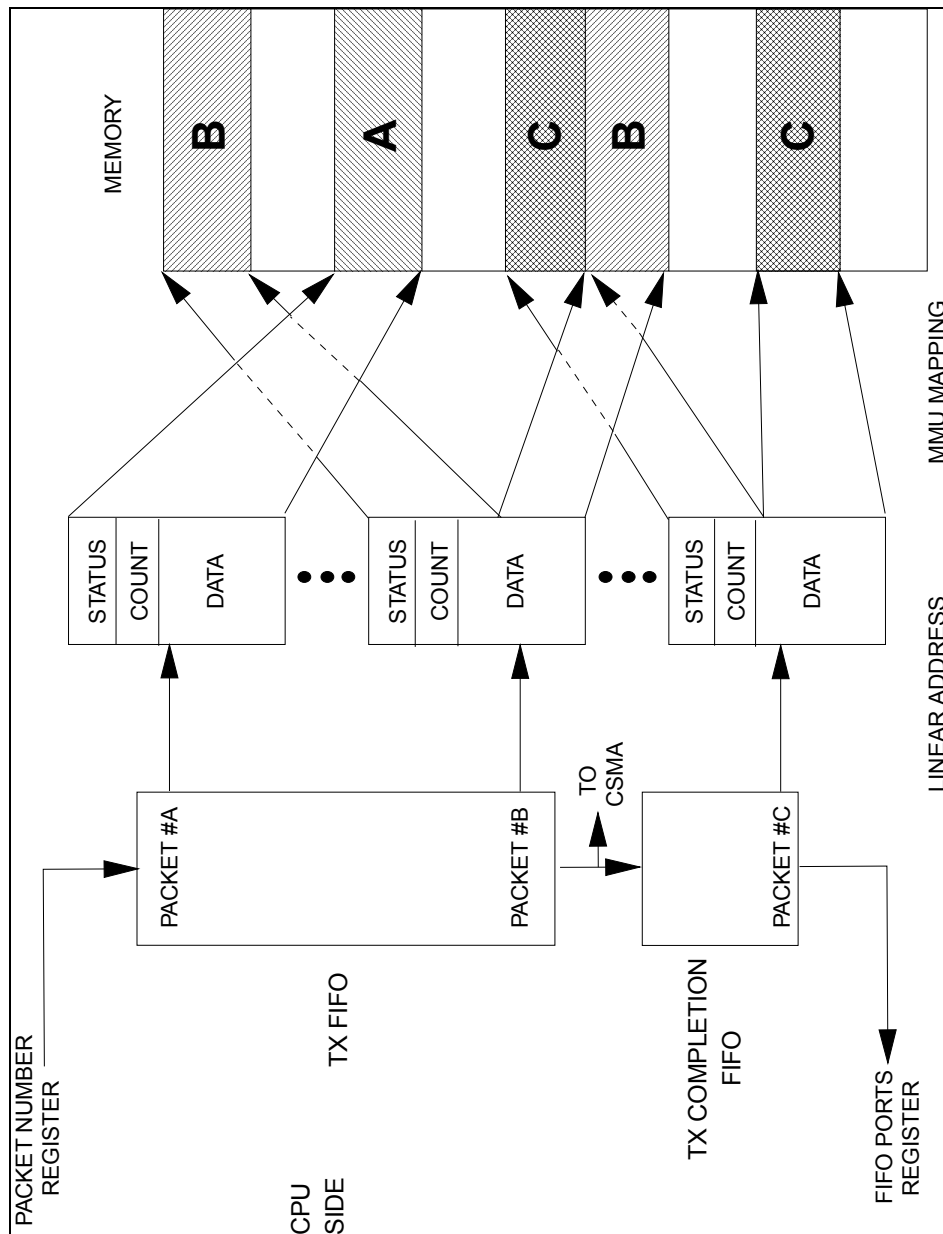 PACKET NUMBER
REGISTER
CPU
SIDE
TX FIFO
PACKET #A
PACKET #B
TO
CSMA
TX COMPLETION
FIFO
PACKET #C
FIFO PORTS
REGISTER
STATUS
COUNT
DATA
STATUS
COUNT
DATA
STATUS
COUNT
DATA
LINEAR ADDRESS
MMU MAPPING
MEMORY
B
A
C
B
C